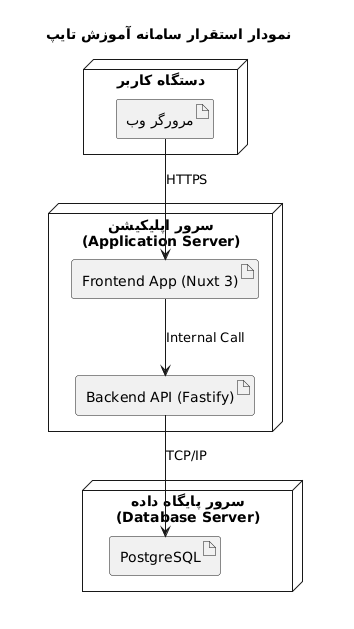 نمودار استقرار سامانه آموزش تایپ
دستگاه کاربر
مرورگر وب
HTTPS
سرور اپلیکیشن
(Application Server)
Frontend App (Nuxt 3)
Internal Call
Backend API (Fastify)
TCP/IP
سرور پایگاه داده
(Database Server)
PostgreSQL